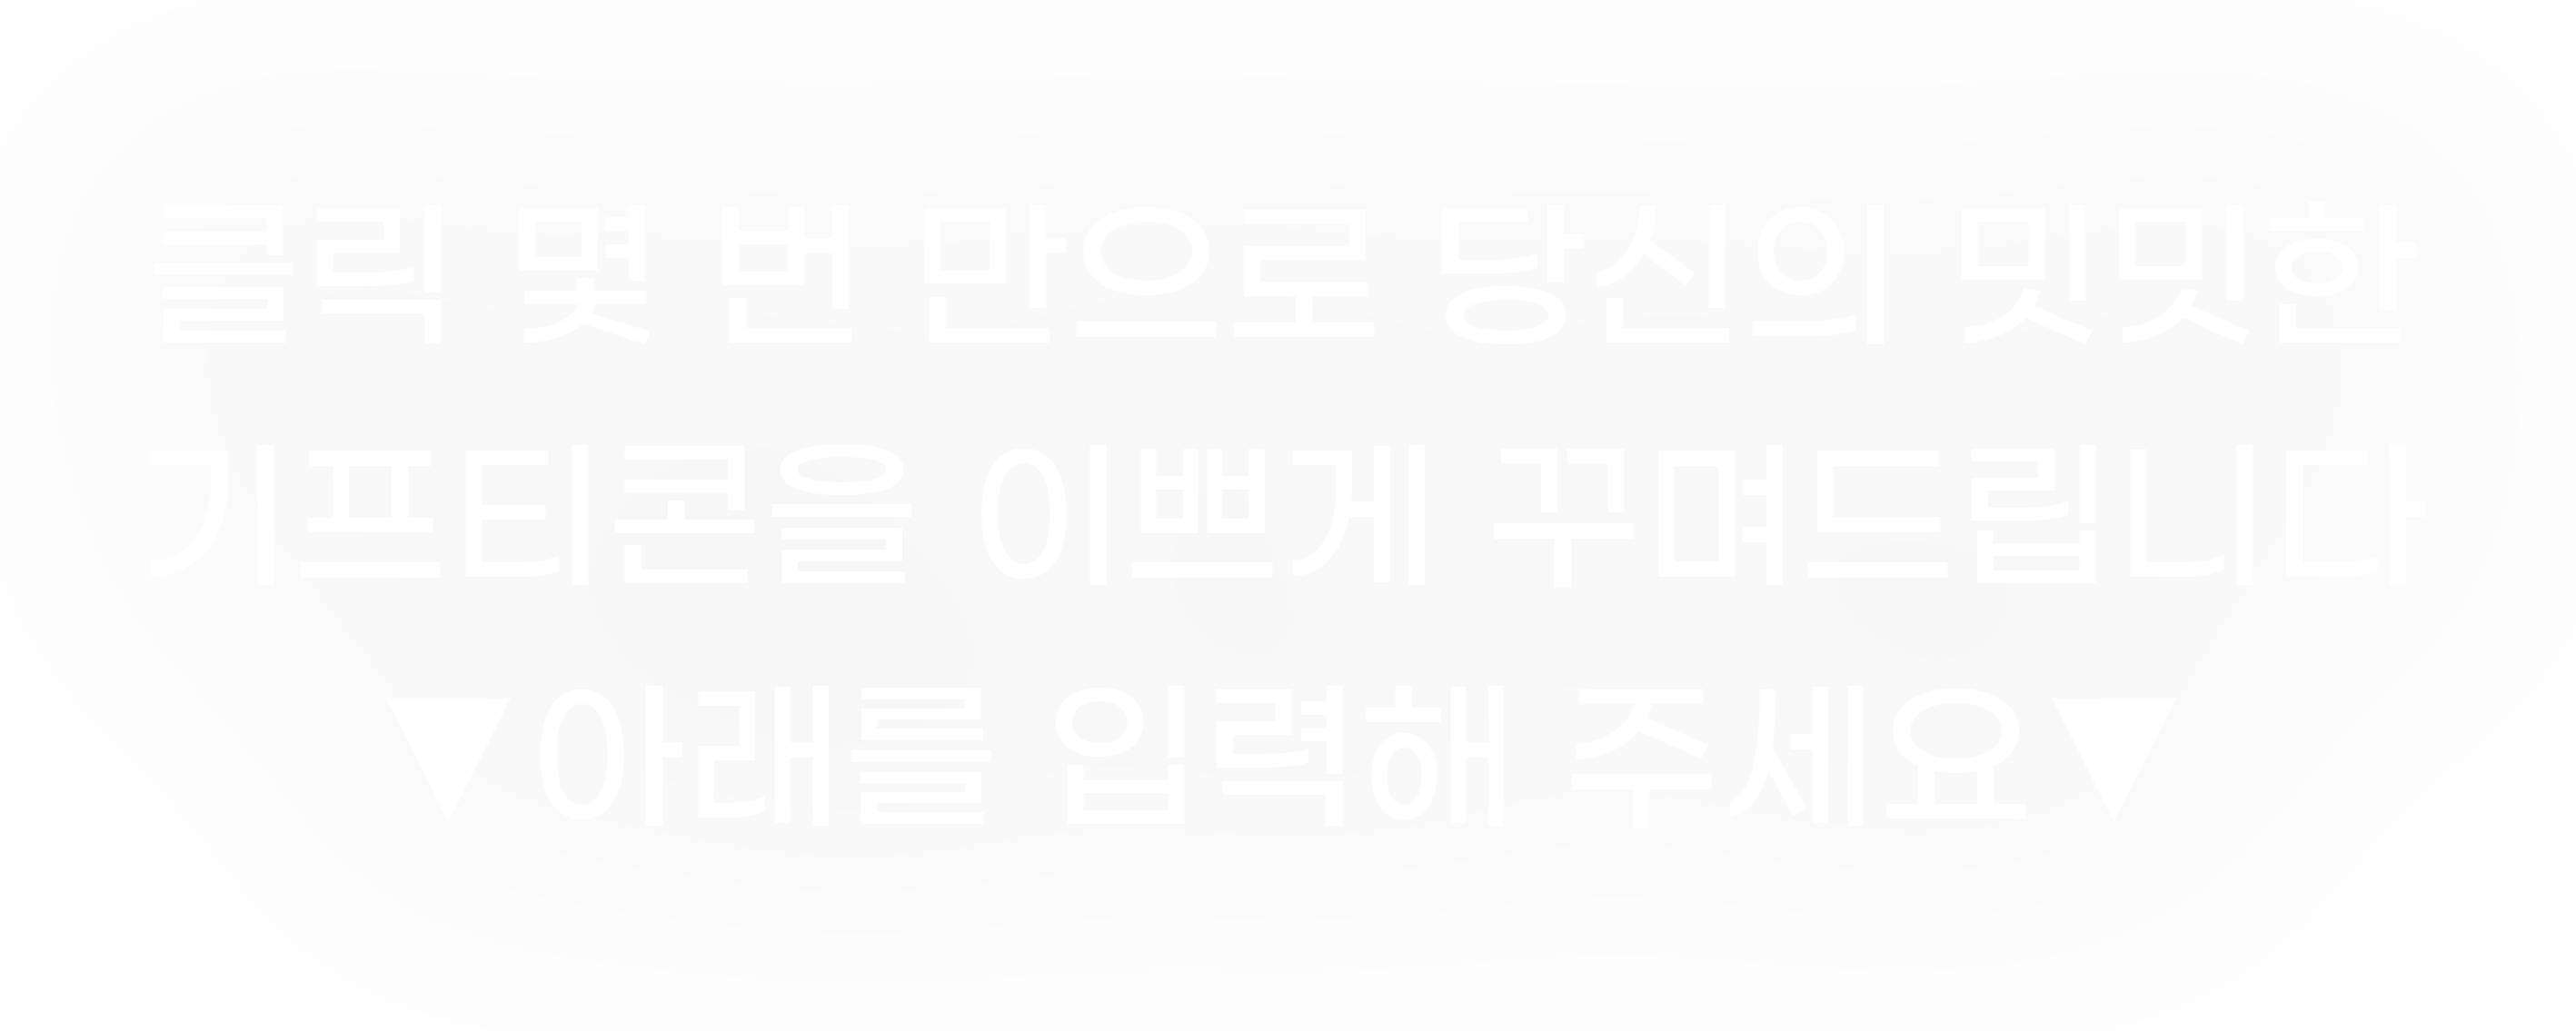 클릭 몇 번 만으로 당신의 밋밋한
기프티콘을 이쁘게 꾸며드립니다
▼아래를 입력해 주세요▼